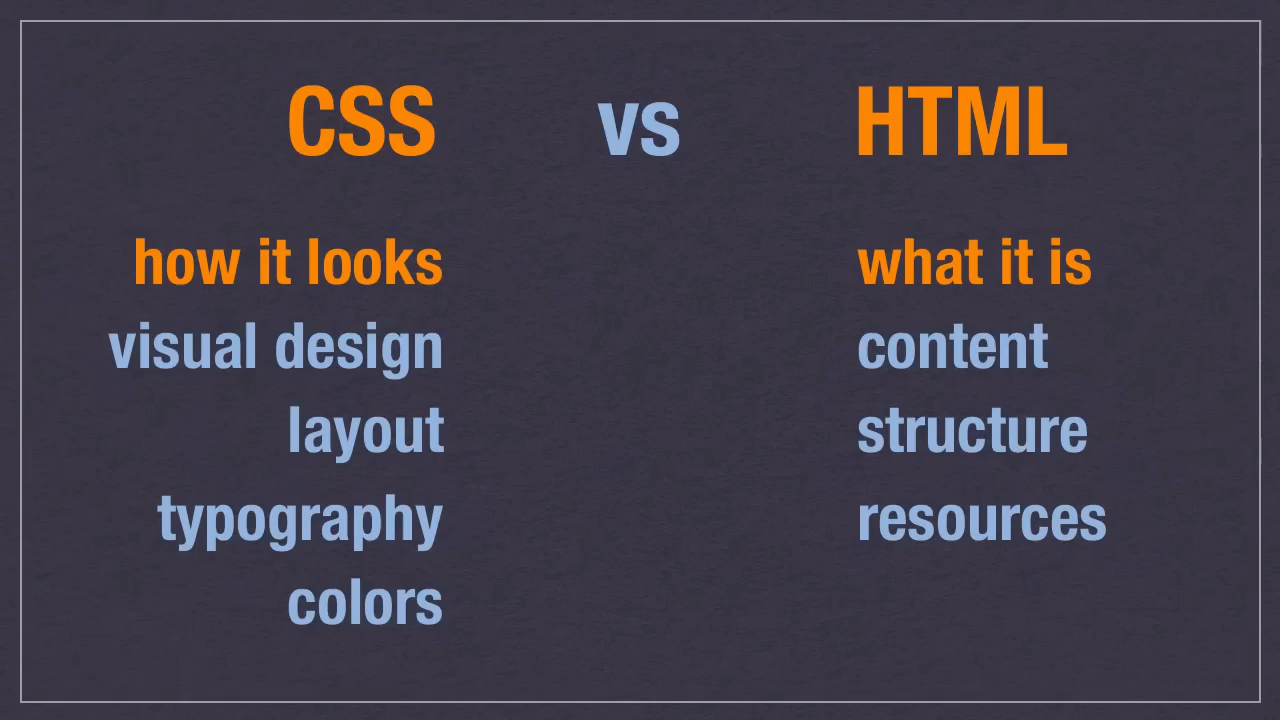 CSS vs HTML
how it looks what it is
visual design content
layout structure
typography resources
colors